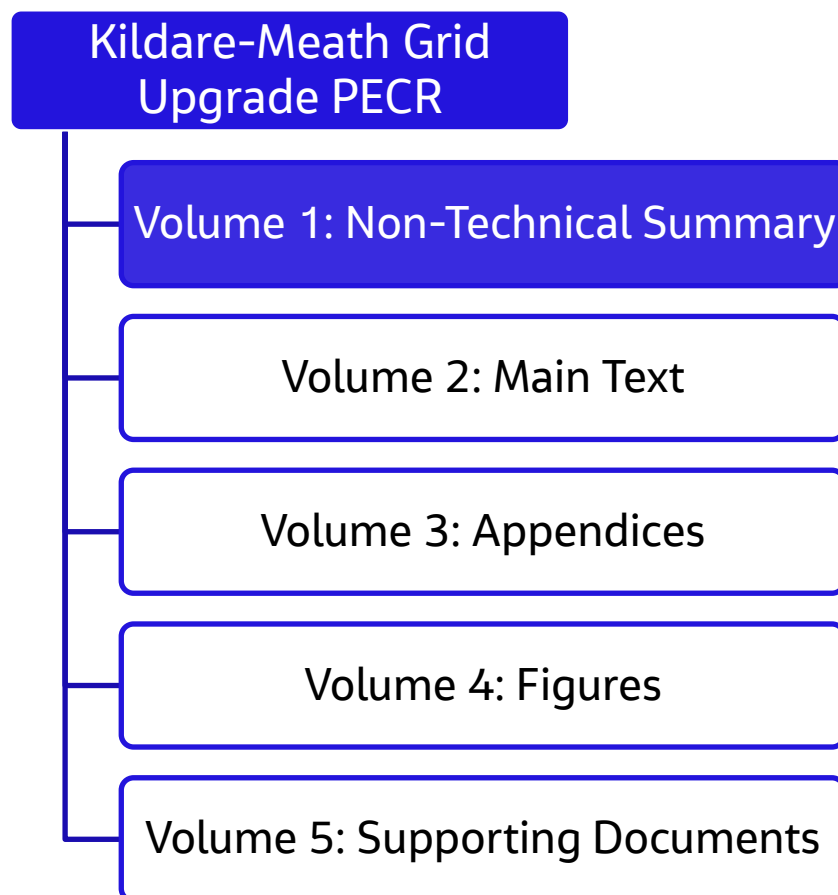 Kildare-Meath Grid
Upgrade PECR
Volume 1: Non-Technical Summary
Volume 2: Main Text
Volume 3: Appendices
Volume 4: Figures
Volume 5: Supporting Documents